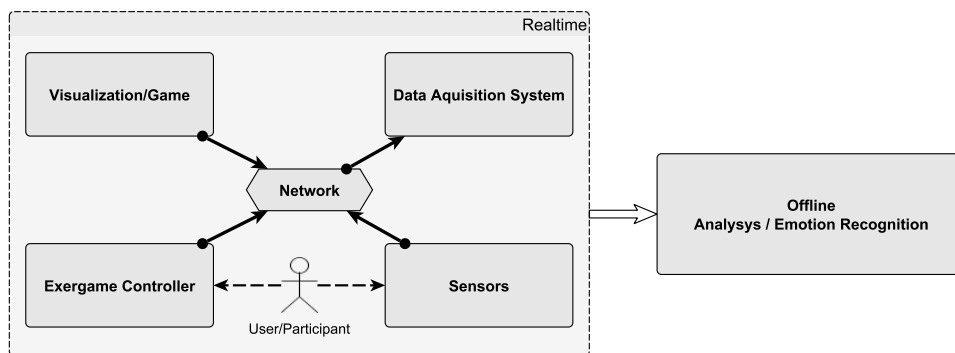 Realtime
Visualization/Game
Data Aquisition System
Network
Offline
Analysys / Emotion Recognition
Exergame Controller
Sensors
User/Participant